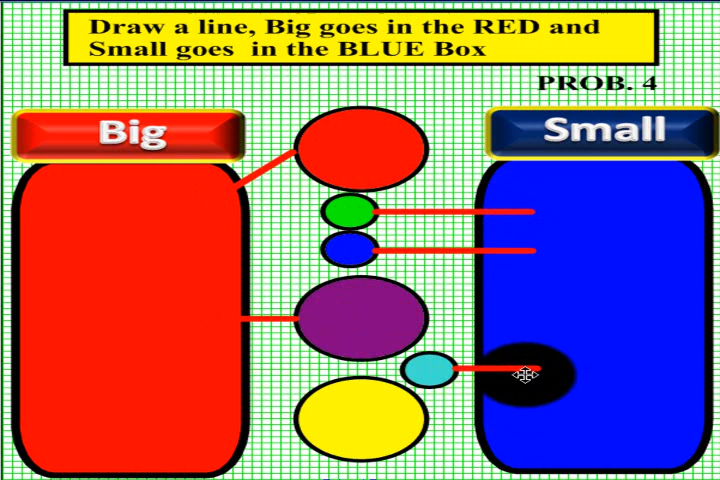 Draw a line, Big goes in the RED and
Small goes in the BLUE Box
PROB. 4
Big
Small